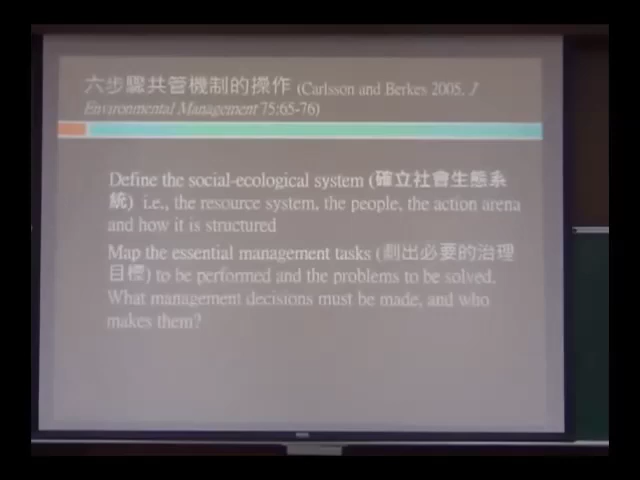 六步驟共管機制的操作 (Carlsson and Berkes 2005. J
Environmental Management 75:65-76)
Define the social-ecological system (確立社會生態系
統) i.e., the resource system, the people, the action arena
and how it is structured
Map the essential management tasks (劃出必要的治理
目標) to be performed and the problems to be solved.
What management decisions must be made, and who
makes them?